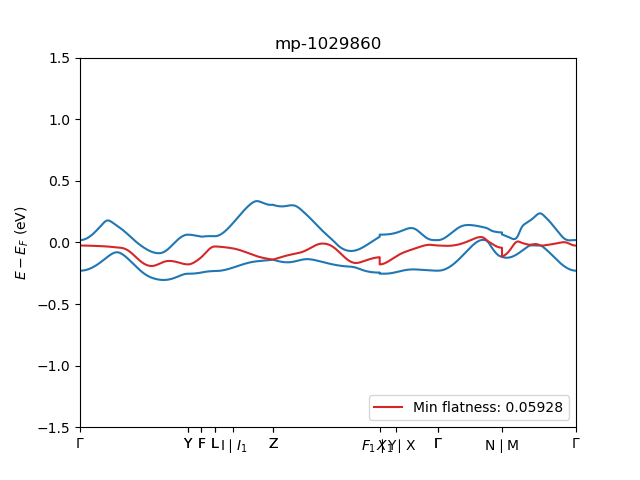 mp-1029860
E − E_F (eV)
1.5
1.0
0.5
0.0
−0.5
−1.0
−1.5
Min flatness: 0.05928
Γ Y F L I | I₁ Z F₁ X | Y | X Γ N | M Γ